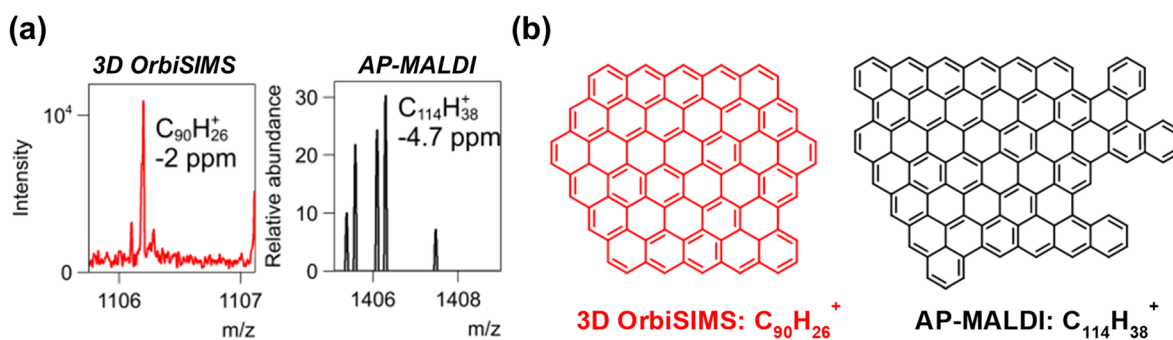 (a)
3D OrbiSIMS
AP-MALDI
Intensity
10⁴
0
C₉₀H₂₆⁺
-2 ppm
1106
1107
m/z
Relative abundance
30
20
10
0
C₁₁₄H₃₈⁺
-4.7 ppm
1406
1408
m/z
(b)
3D OrbiSIMS: C₉₀H₂₆⁺
AP-MALDI: C₁₁₄H₃₈⁺